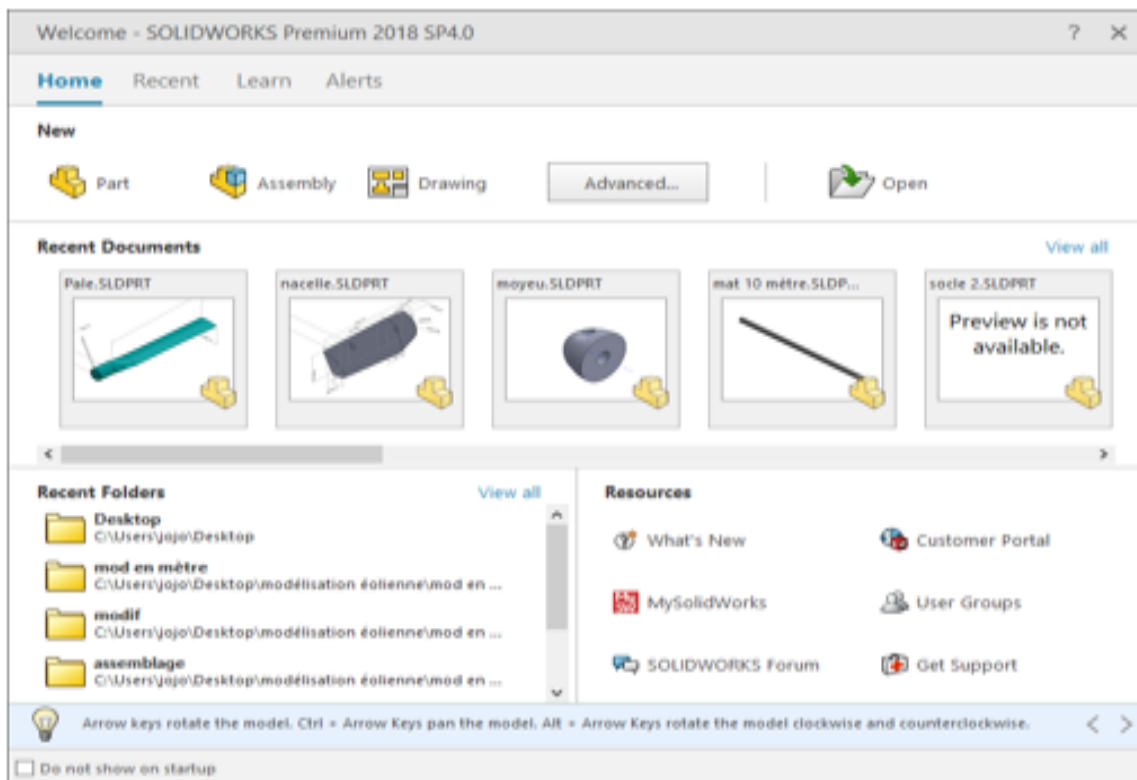 Welcome - SOLIDWORKS Premium 2018 SP4.0
? ✕
Home Recent Learn Alerts
New
Part Assembly Drawing Advanced... Open
Recent Documents View all
Pale.SLDPRT nacelle.SLDPRT moyeu.SLDPRT mat 10 métre.SLDP... socle 2.SLDPRT
Preview is not
available.
Recent Folders View all
Desktop
C:\Users\jojo\Desktop
mod en mètre
C:\Users\jojo\Desktop\modélisation éolienne\mod en ...
modif
C:\Users\jojo\Desktop\modélisation éolienne\mod en ...
assemblage
C:\Users\jojo\Desktop\modélisation éolienne\mod en ...
Resources
What's New Customer Portal
My SW MySolidWorks User Groups
SOLIDWORKS Forum Get Support
Arrow keys rotate the model. Ctrl + Arrow Keys pan the model. Alt + Arrow Keys rotate the model clockwise and counterclockwise.
Do not show on startup